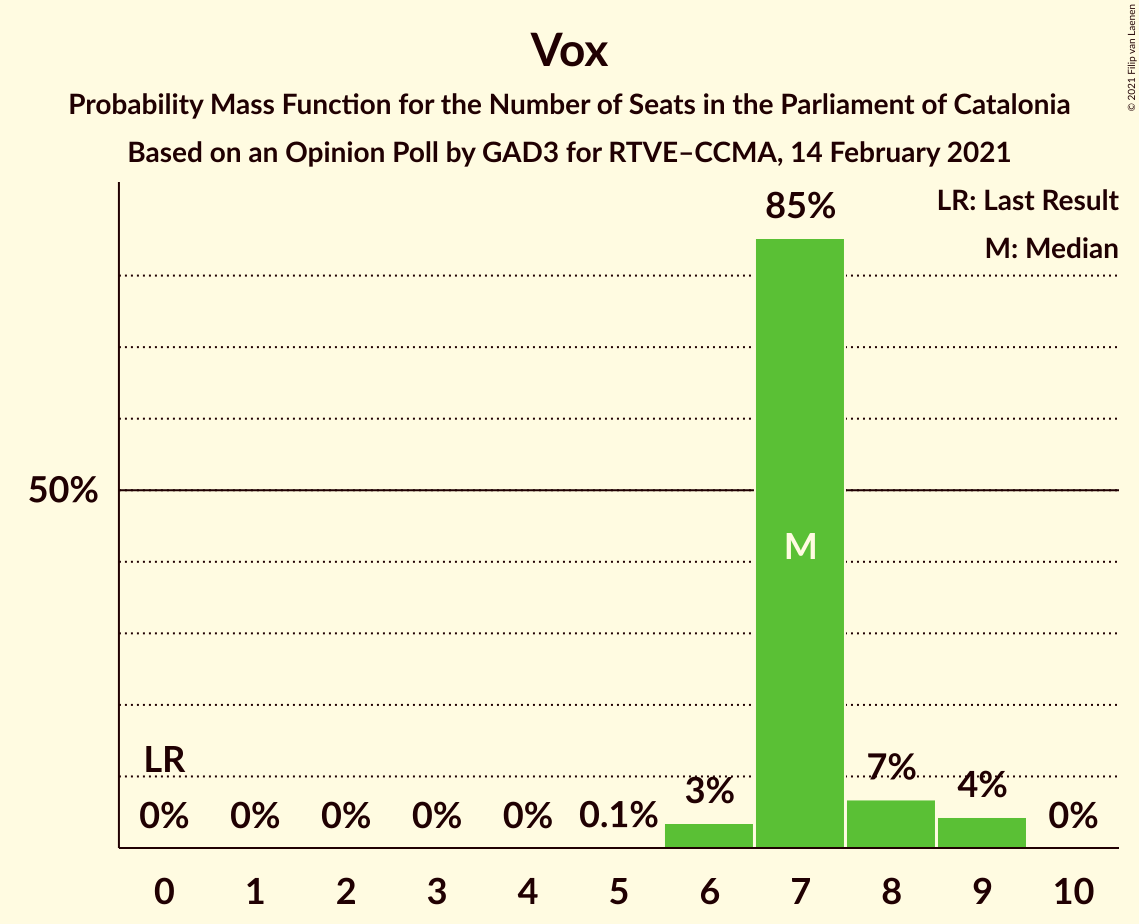 Vox
Probability Mass Function for the Number of Seats in the Parliament of Catalonia
Based on an Opinion Poll by GAD3 for RTVE–CCMA, 14 February 2021
© 2021 Filip van Laenen
LR: Last Result
M: Median
85%
50%
M
LR
0%
0%
0%
0%
0%
0.1%
3%
7%
4%
0%
0 1 2 3 4 5 6 7 8 9 10